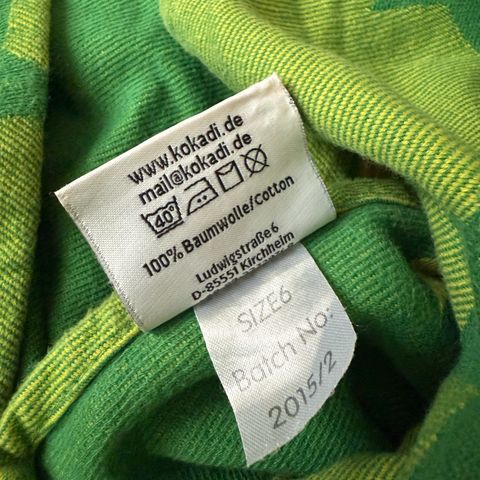 www.kokadi.de
mail@kokadi.de
40°
100% Baumwolle/Cotton
Ludwigstraße 6
D-85551 Kirchheim
SIZE6
Batch No:
2015/2